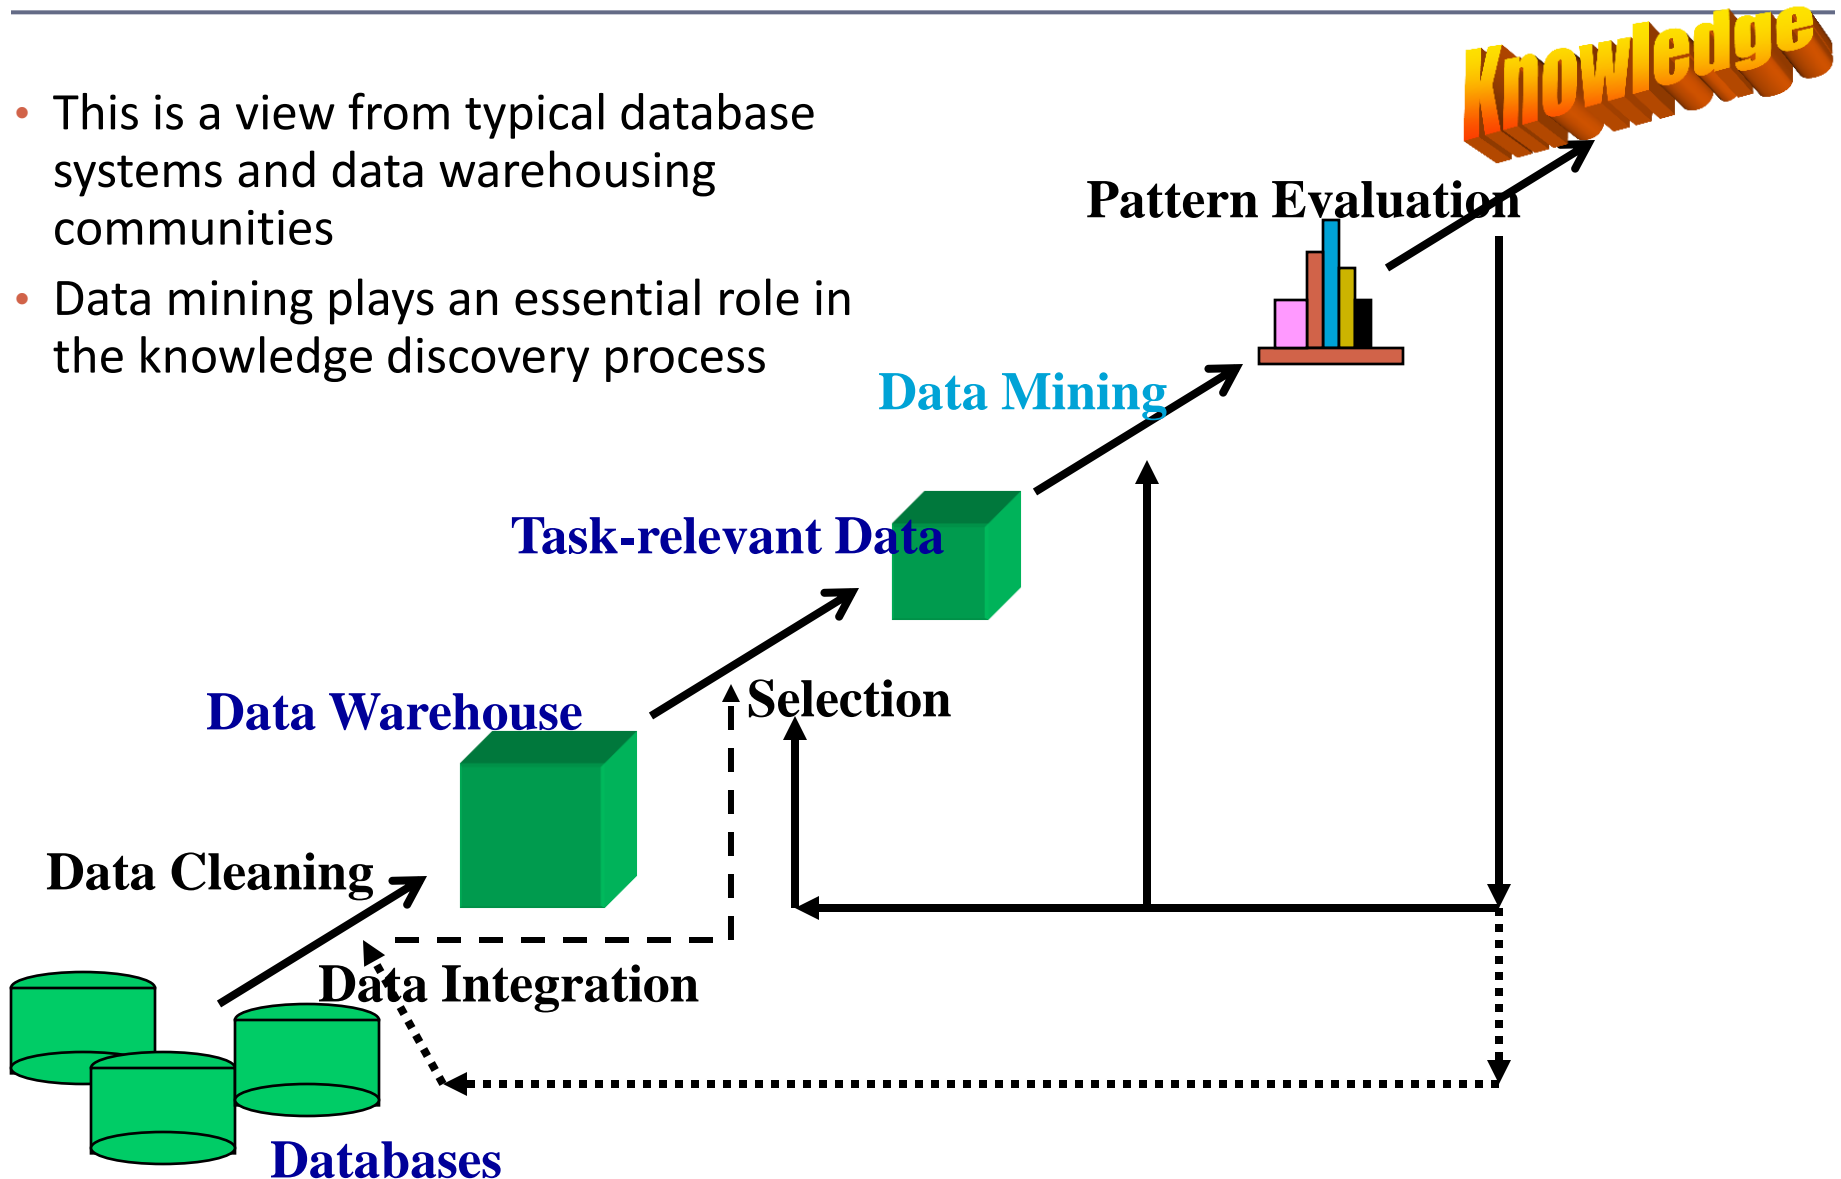 Knowledge
• This is a view from typical database
systems and data warehousing
communities
• Data mining plays an essential role in
the knowledge discovery process
Pattern Evaluation
Data Mining
Task-relevant Data
Selection
Data Warehouse
Data Cleaning
Data Integration
Databases